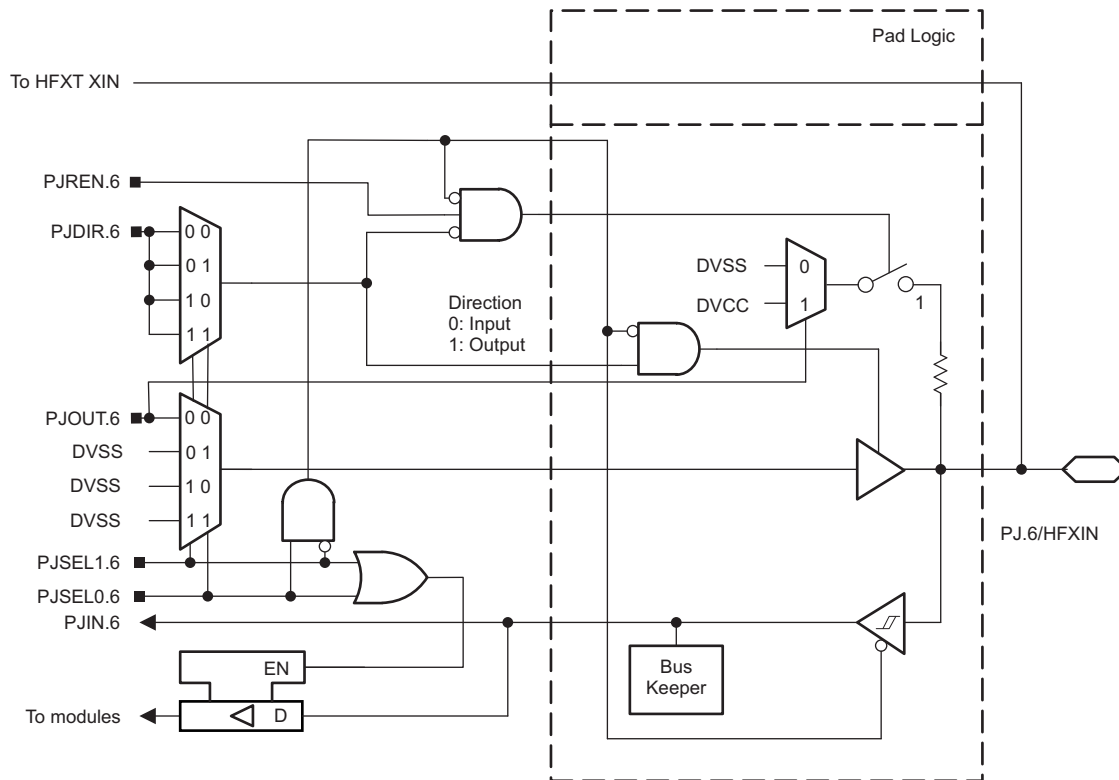 Pad Logic
To HFXT XIN
PJREN.6
PJDIR.6
0 0
0 1
1 0
1 1
Direction
0: Input
1: Output
DVSS
DVCC
0
1
1
PJOUT.6
DVSS
DVSS
DVSS
0 0
0 1
1 0
1 1
PJSEL1.6
PJSEL0.6
PJIN.6
PJ.6/HFXIN
EN
D
To modules
Bus
Keeper